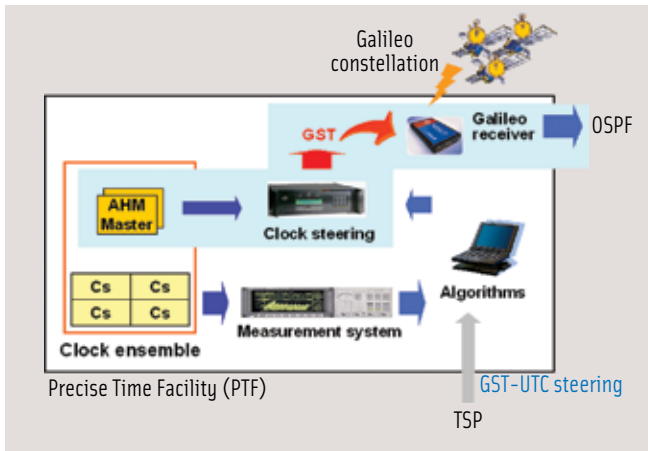 Galileo
constellation
GST
Galileo
receiver
OSPF
AHM
Master
Clock steering
Cs Cs
Cs Cs
Measurement system
Algorithms
Clock ensemble
Precise Time Facility (PTF)
GST-UTC steering
TSP